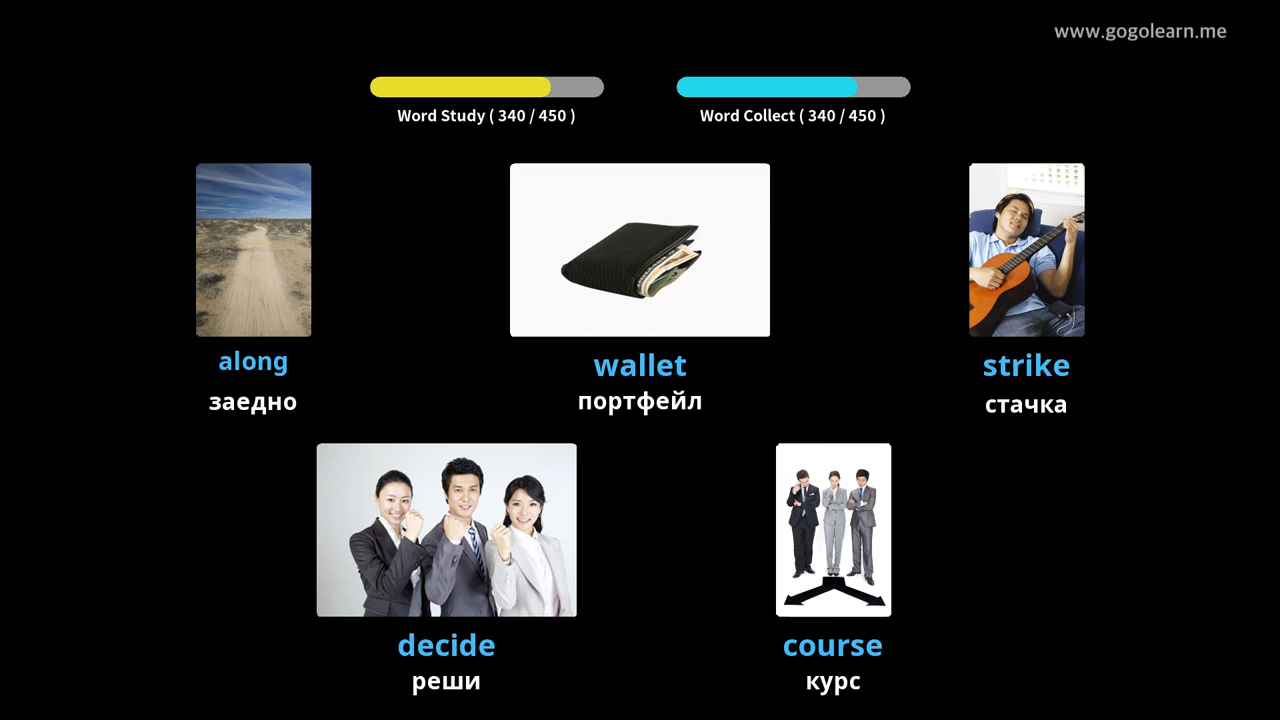 www.gogolearn.me
Word Study ( 340 / 450 )
Word Collect ( 340 / 450 )
along
заедно
wallet
портфейл
strike
стачка
decide
реши
course
курс